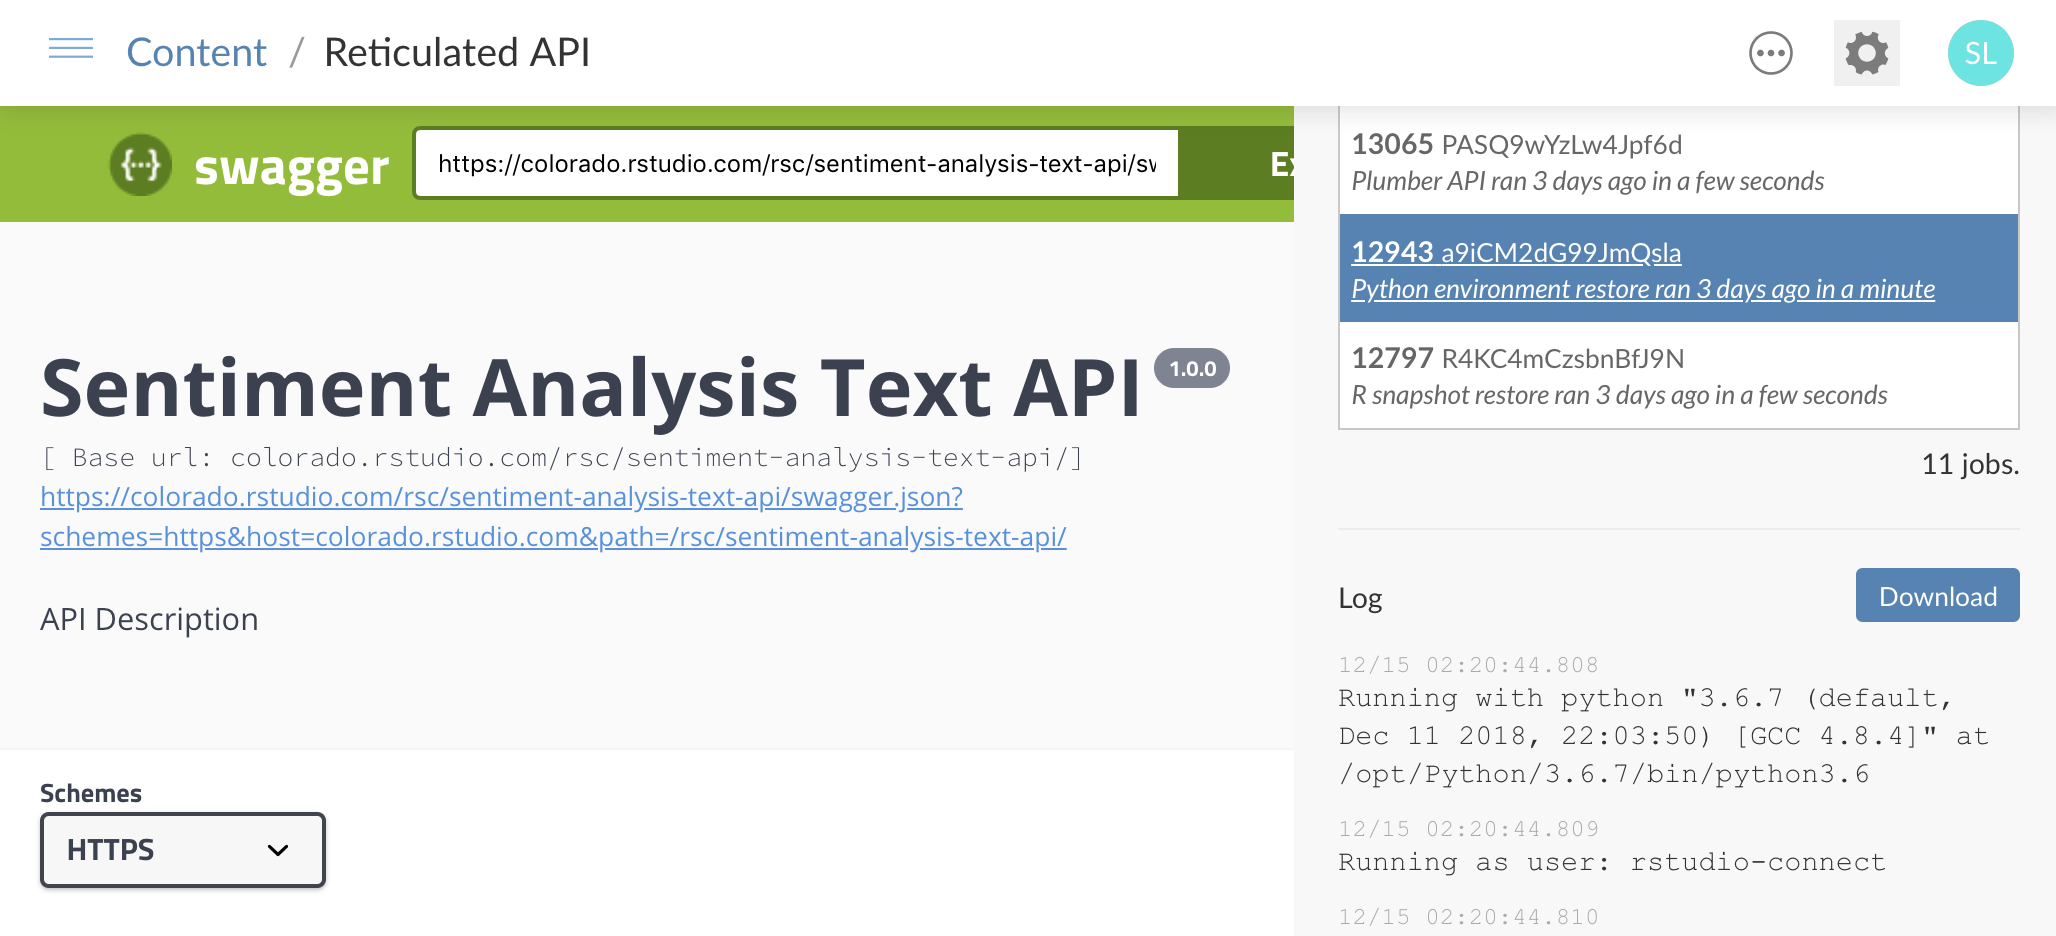 Content / Reticulated API
SL
{···} swagger
https://colorado.rstudio.com/rsc/sentiment-analysis-text-api/sw
Sentiment Analysis Text API 1.0.0
[ Base url: colorado.rstudio.com/rsc/sentiment-analysis-text-api/]
https://colorado.rstudio.com/rsc/sentiment-analysis-text-api/swagger.json?
schemes=https&host=colorado.rstudio.com&path=/rsc/sentiment-analysis-text-api/
API Description
Schemes
HTTPS
13065 PASQ9wYzLw4Jpf6d
Plumber API ran 3 days ago in a few seconds
12943 a9iCM2dG99JmQsla
Python environment restore ran 3 days ago in a minute
12797 R4KC4mCzsbnBfJ9N
R snapshot restore ran 3 days ago in a few seconds
11 jobs.
Log
Download
12/15 02:20:44.808
Running with python "3.6.7 (default,
Dec 11 2018, 22:03:50) [GCC 4.8.4]" at
/opt/Python/3.6.7/bin/python3.6
12/15 02:20:44.809
Running as user: rstudio-connect
12/15 02:20:44.810